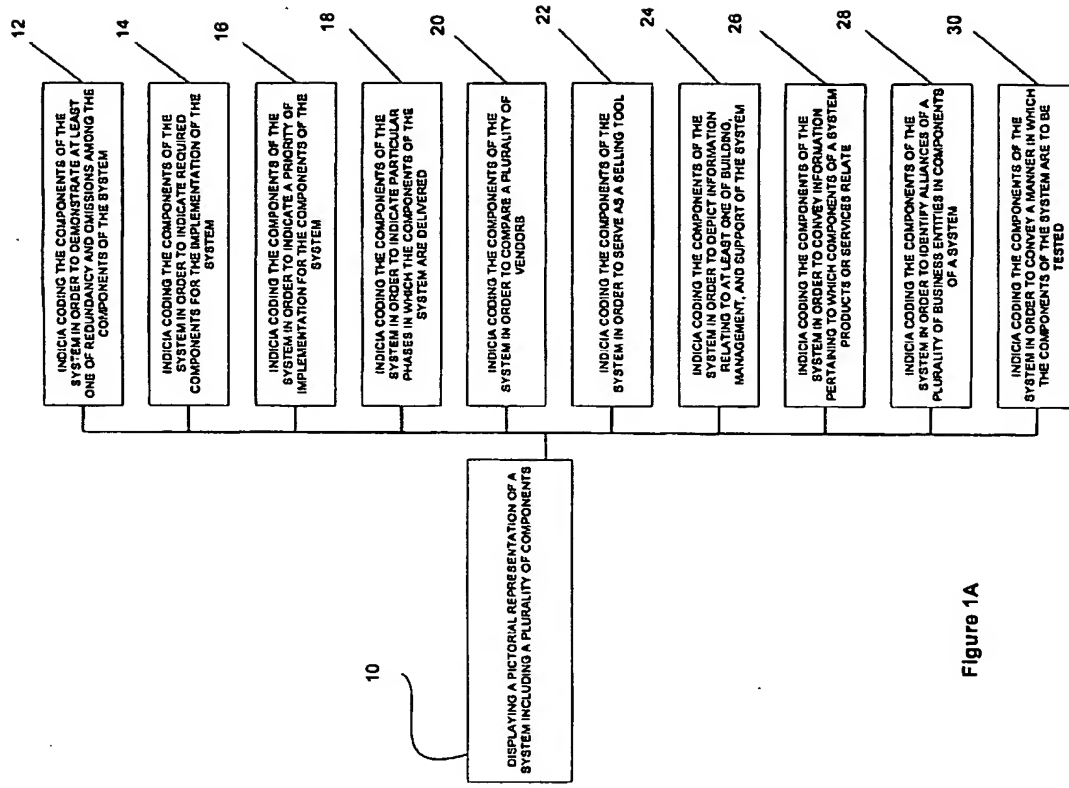 10
DISPLAYING A PICTORIAL REPRESENTATION OF A
SYSTEM INCLUDING A PLURALITY OF COMPONENTS
INDICIA CODING THE COMPONENTS OF THE
SYSTEM IN ORDER TO DEMONSTRATE AT LEAST
ONE OF REDUNDANCY AND OMISSIONS AMONG THE
COMPONENTS OF THE SYSTEM
12
INDICIA CODING THE COMPONENTS OF THE
SYSTEM IN ORDER TO INDICATE REQUIRED
COMPONENTS FOR THE IMPLEMENTATION OF THE
SYSTEM
14
INDICIA CODING THE COMPONENTS OF THE
SYSTEM IN ORDER TO INDICATE A PRIORITY OF
IMPLEMENTATION FOR THE COMPONENTS OF THE
SYSTEM
16
INDICIA CODING THE COMPONENTS OF THE
SYSTEM IN ORDER TO INDICATE PARTICULAR
PHASES IN WHICH THE COMPONENTS OF THE
SYSTEM ARE DELIVERED
18
INDICIA CODING THE COMPONENTS OF THE
SYSTEM IN ORDER TO COMPARE A PLURALITY OF
VENDORS
20
INDICIA CODING THE COMPONENTS OF THE
SYSTEM IN ORDER TO SERVE AS A SELLING TOOL
22
INDICIA CODING THE COMPONENTS OF THE
SYSTEM IN ORDER TO DEPICT INFORMATION
RELATING TO AT LEAST ONE OF BUILDING,
MANAGEMENT, AND SUPPORT OF THE SYSTEM
24
INDICIA CODING THE COMPONENTS OF THE
SYSTEM IN ORDER TO CONVEY INFORMATION
PERTAINING TO WHICH COMPONENTS OF A SYSTEM
PRODUCTS OR SERVICES RELATE
26
INDICIA CODING THE COMPONENTS OF THE
SYSTEM IN ORDER TO IDENTIFY ALLIANCES OF A
PLURALITY OF BUSINESS ENTITIES IN COMPONENTS
OF A SYSTEM
28
INDICIA CODING THE COMPONENTS OF THE
SYSTEM IN ORDER TO CONVEY A MANNER IN WHICH
THE COMPONENTS OF THE SYSTEM ARE TO BE
TESTED
30
Figure 1A